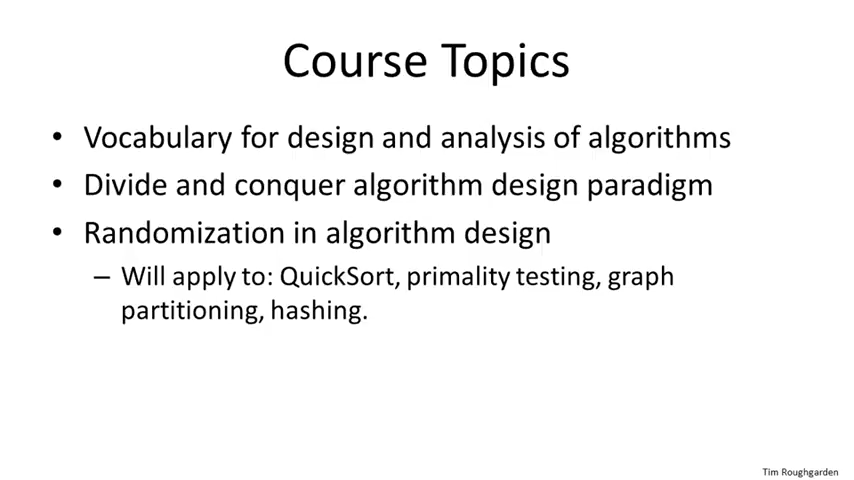 Course Topics
• Vocabulary for design and analysis of algorithms
• Divide and conquer algorithm design paradigm
• Randomization in algorithm design
– Will apply to: QuickSort, primality testing, graph
partitioning, hashing.
Tim Roughgarden